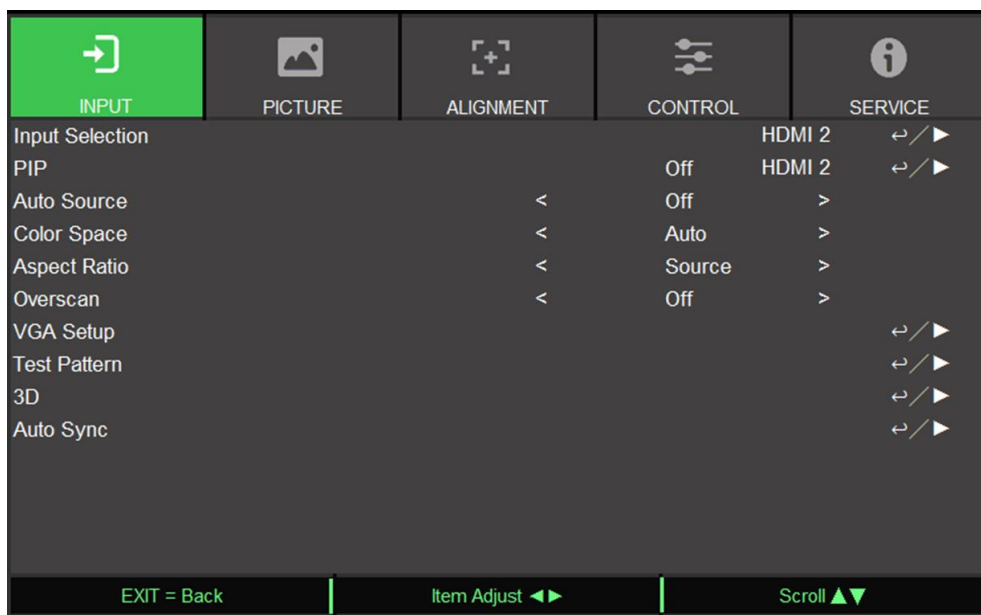 INPUT PICTURE ALIGNMENT CONTROL SERVICE
Input Selection HDMI 2 ↩/►
PIP Off HDMI 2 ↩/►
Auto Source < Off >
Color Space < Auto >
Aspect Ratio < Source >
Overscan < Off >
VGA Setup ↩/►
Test Pattern ↩/►
3D ↩/►
Auto Sync ↩/►
EXIT = Back Item Adjust ◄► Scroll ▲▼